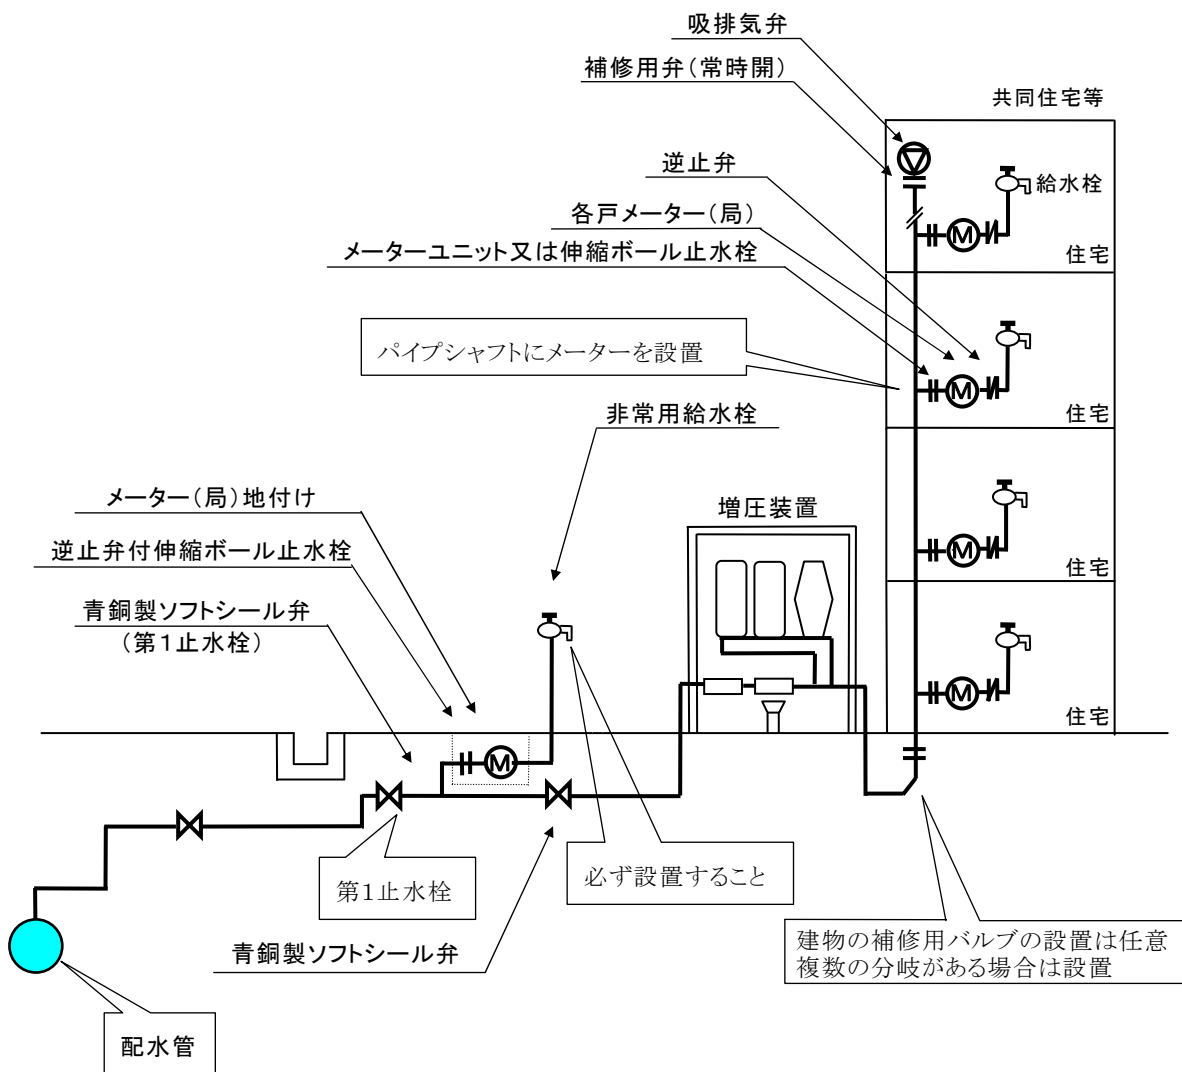 吸排気弁
補修用弁(常時開)
共同住宅等
逆止弁
給水栓
各戸メーター(局)
M
メーターユニット又は伸縮ボール止水栓
住宅
パイプシャフトにメーターを設置
M
非常用給水栓
住宅
メーター(局)地付け
増圧装置
逆止弁付伸縮ボール止水栓
M
住宅
青銅製ソフトシール弁
(第1止水栓)
M
住宅
M
第1止水栓
必ず設置すること
青銅製ソフトシール弁
建物の補修用バルブの設置は任意
複数の分岐がある場合は設置
配水管